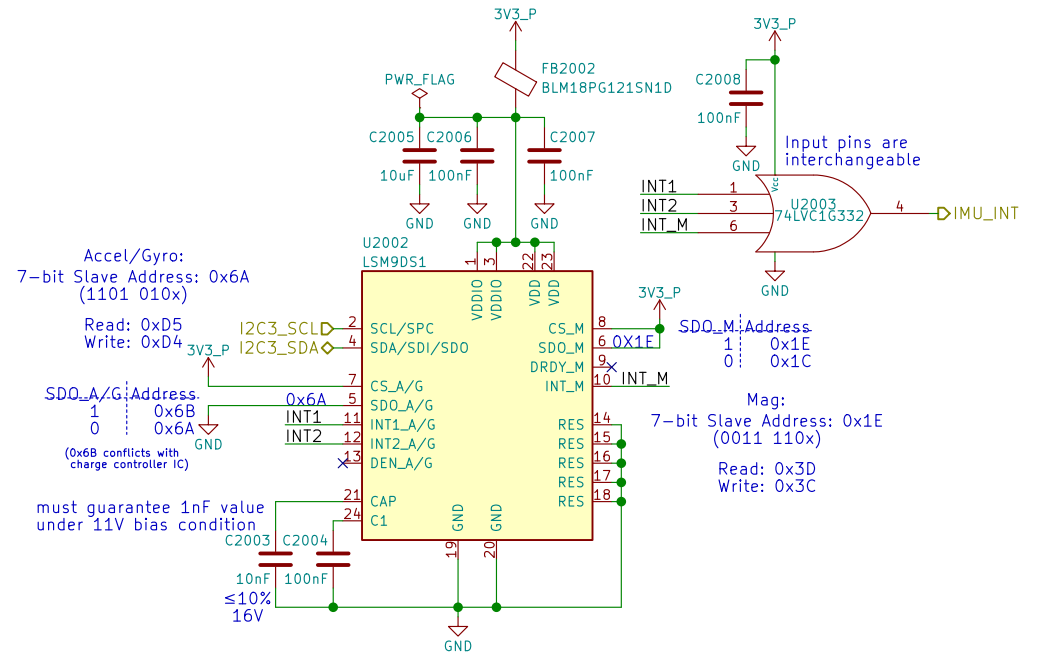 3V3_P
FB2002
BLM18PG121SN1D
PWR_FLAG
C2005
10uF
C2006
100nF
C2007
100nF
GND
GND
GND
3V3_P
C2008
100nF
GND
Input pins are
intercheable
Vcc
INT1
1
INT2
3
INT_M
6
U2003
74LVC1G332
4
IMU_INT
GND
U2002
LSM9DS1
1
3
22
23
VDDIO
VDDIO
VDD
VDD
Accel/Gyro:
7-bit Slave Address: 0x6A
(1101 010x)
Read: 0xD5
Write: 0xD4
I2C3_SCL
2
SCL/SPC
I2C3_SDA
4
SDA/SDI/SDO
3V3_P
7
CS_A/G
0x6A
5
SDO_A/G
GND
INT1
11
INT1_A/G
INT2
12
INT2_A/G
13
DEN_A/G
21
CAP
24
C1
SDO_A/G Address
1 0x6B
0 0x6A
(0x6B conflicts with
charge controller IC)
must guarantee 1nF value
under 11V bias condition
C2003
10nF
≤10%
16V
C2004
100nF
GND
GND
19
20
GND
3V3_P
CS_M
8
SDO_M
6
0X1E
DRDY_M
9
INT_M
10
INT_M
RES
14
RES
15
RES
16
RES
17
RES
18
SDO_M Address
1 0x1E
0 0x1C
Mag:
7-bit Slave Address: 0x1E
(0011 110x)
Read: 0x3D
Write: 0x3C